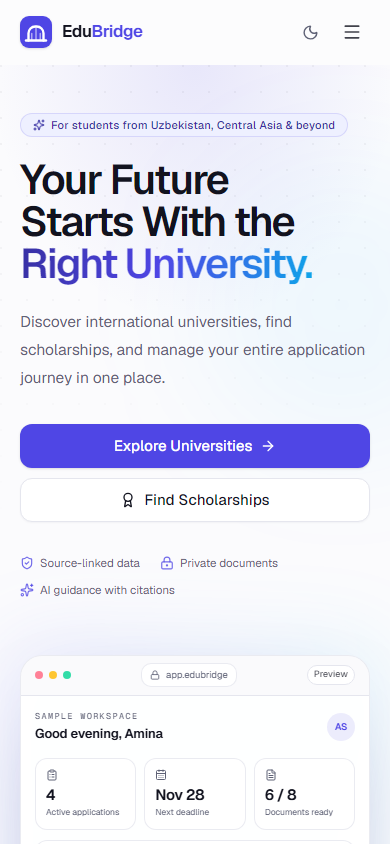 EduBridge
For students from Uzbekistan, Central Asia & beyond
Your Future
Starts With the
Right University.
Discover international universities, find
scholarships, and manage your entire application
journey in one place.
Explore Universities
Find Scholarships
Source-linked data
Private documents
AI guidance with citations
app.edubridge
Preview
SAMPLE WORKSPACE
Good evening, Amina
AS
4
Active applications
Nov 28
Next deadline
6 / 8
Documents ready